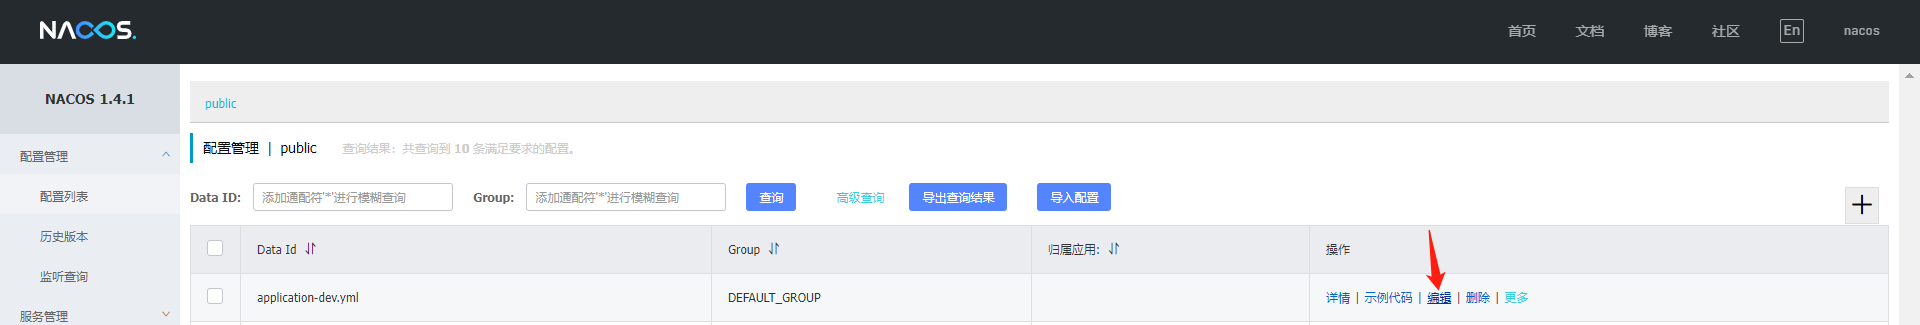 NACOS. 首页 文档 博客 社区 En nacos
NACOS 1.4.1
public
配置管理
配置管理 | public 查询结果：共查询到 10 条满足要求的配置。
配置列表
Data ID: 添加通配符'*'进行模糊查询 Group: 添加通配符'*'进行模糊查询 查询 高级查询 导出查询结果 导入配置
历史版本
Data Id Group 归属应用: 操作
监听查询
application-dev.yml DEFAULT_GROUP 详情 | 示例代码 | 编辑 | 删除 | 更多
服务管理